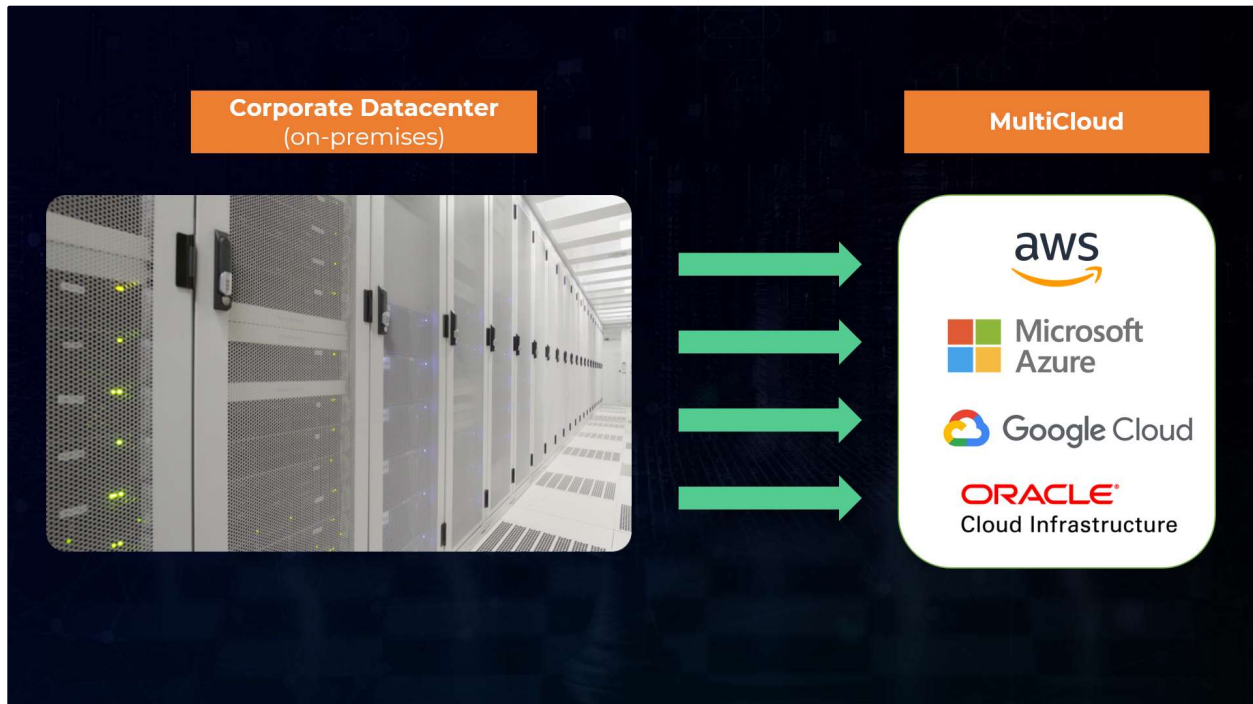 Corporate Datacenter
(on-premises)
MultiCloud
aws
Microsoft
Azure
Google Cloud
ORACLE®
Cloud Infrastructure